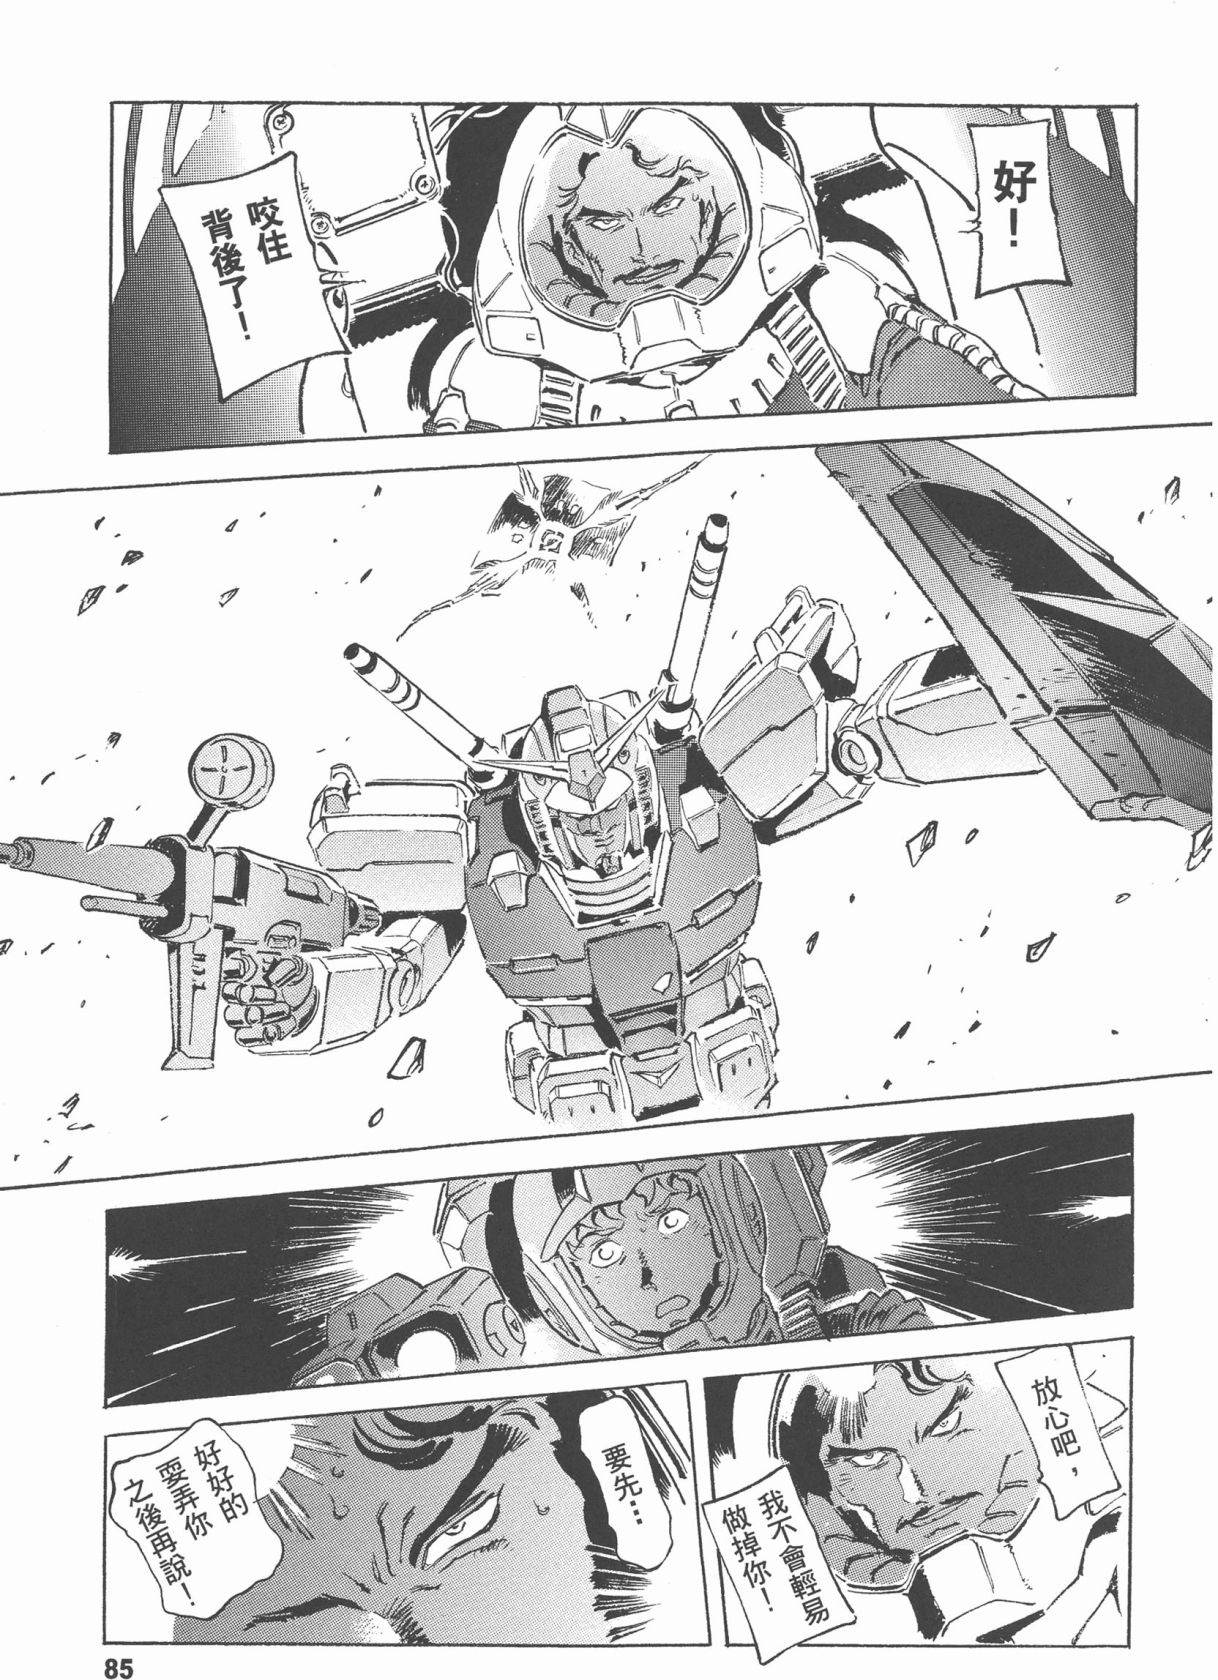 好！
咬住
背後了！
放心吧，
我不會輕易
做掉你！
要先…
好好的
耍弄你
之後再說！
85